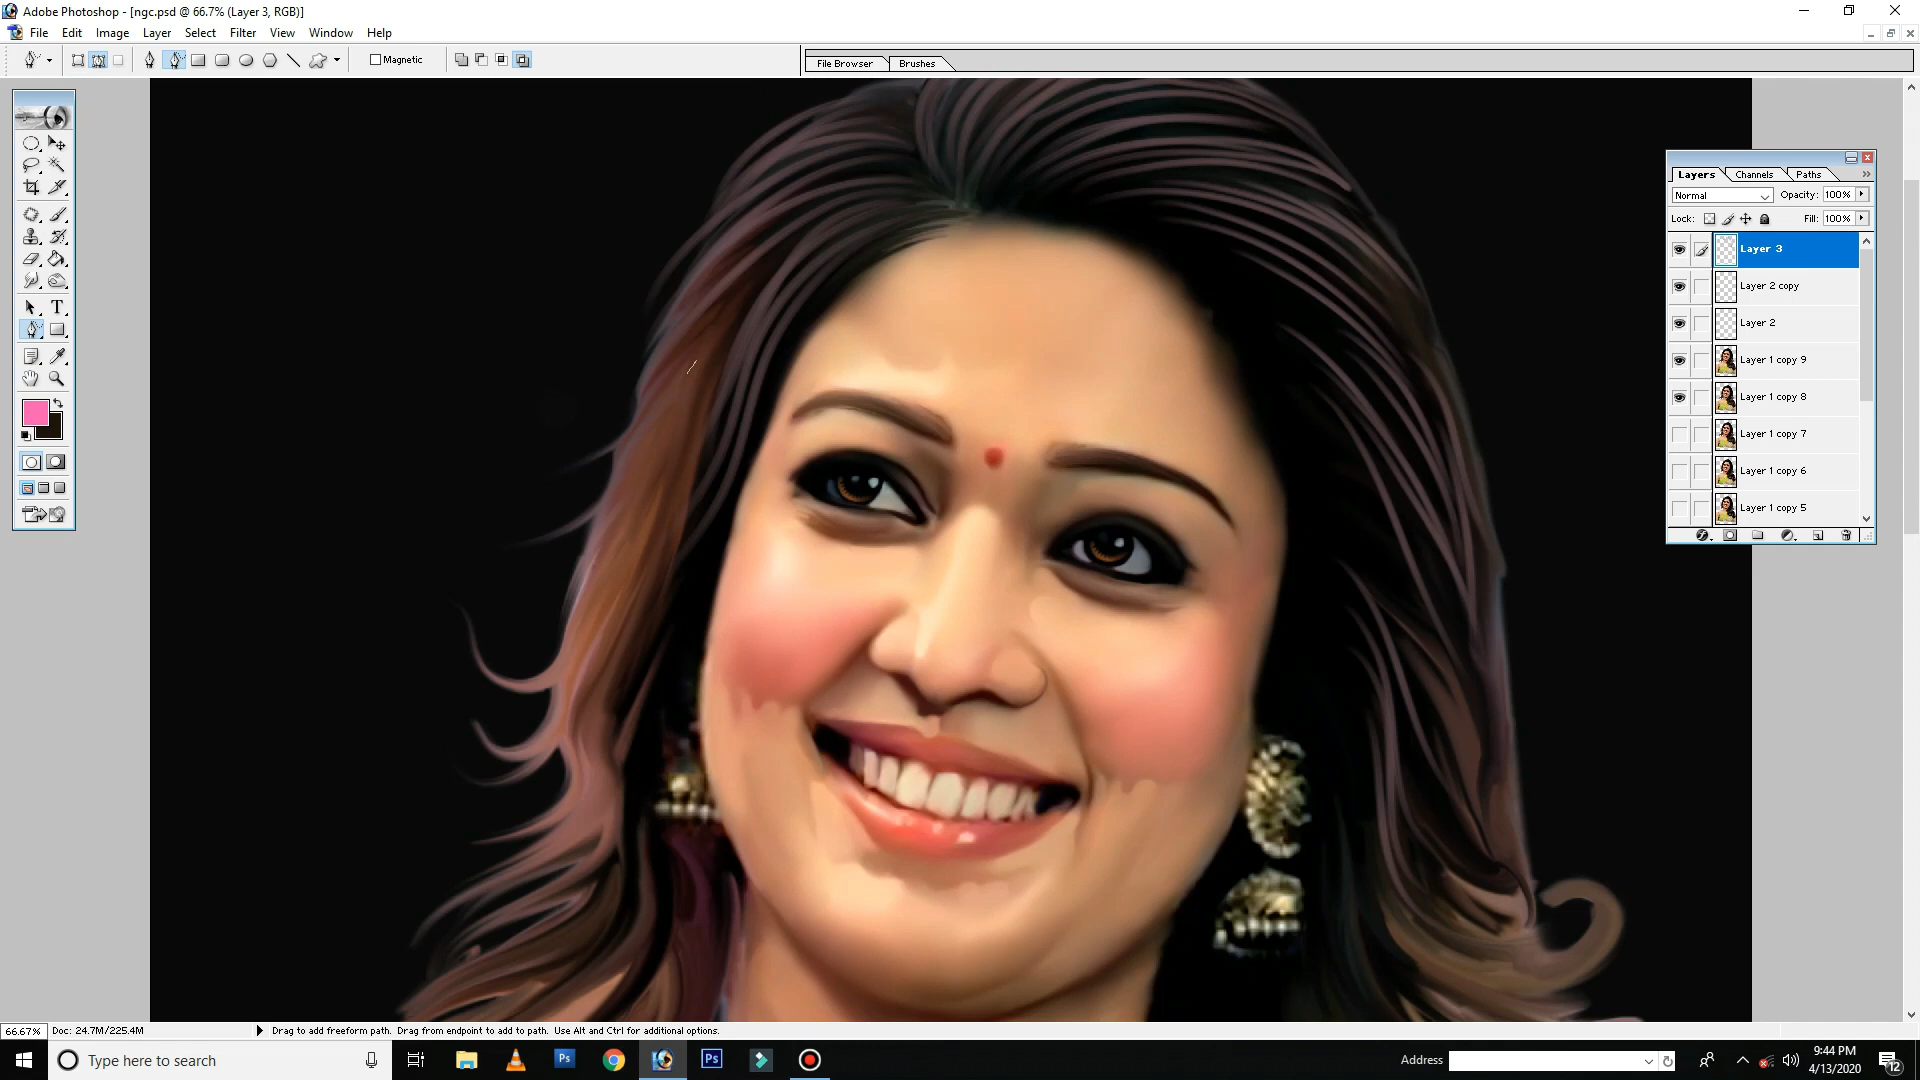 Adobe Photoshop - [ngc.psd @ 66.7% (Layer 3, RGB)]
File Edit Image Layer Select Filter View Window Help
Magnetic
File Browser Brushes
Layers Channels Paths
Normal Opacity: 100%
Lock: Fill: 100%
Layer 3
Layer 2 copy
Layer 2
Layer 1 copy 9
Layer 1 copy 8
Layer 1 copy 7
Layer 1 copy 6
Layer 1 copy 5
T
66.67% Doc: 24.7M/225.4M Drag to add freeform path. Drag from endpoint to add to path. Use Alt and Ctrl for additional options.
Type here to search
Ps
Ps
Address
9:44 PM
4/13/2020
12